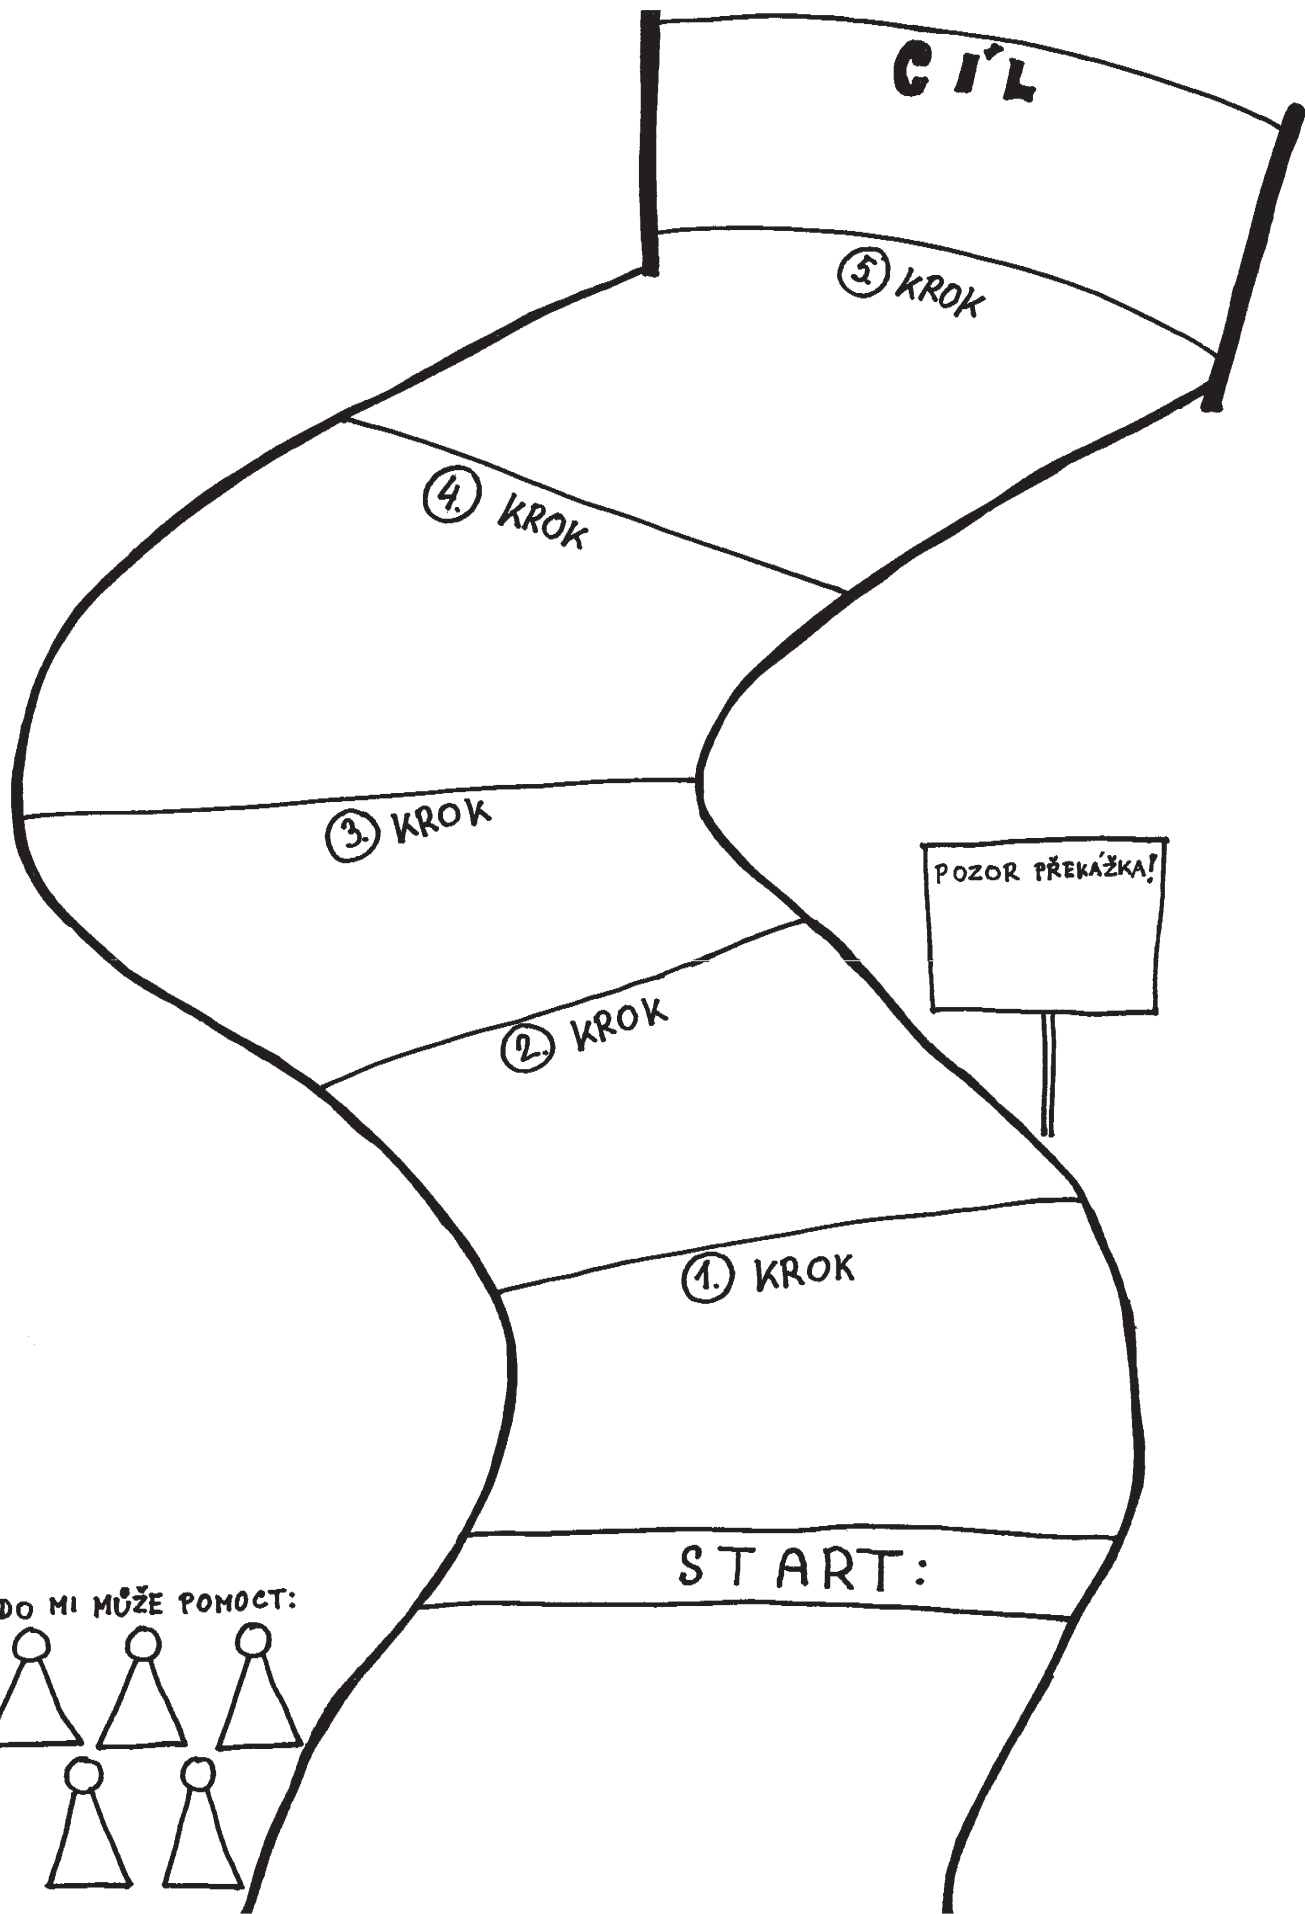 CÍL
5. KROK
4. KROK
3. KROK
POZOR PŘEKÁŽKA!
2. KROK
1. KROK
START:
DO MI MŮŽE POMOCT: